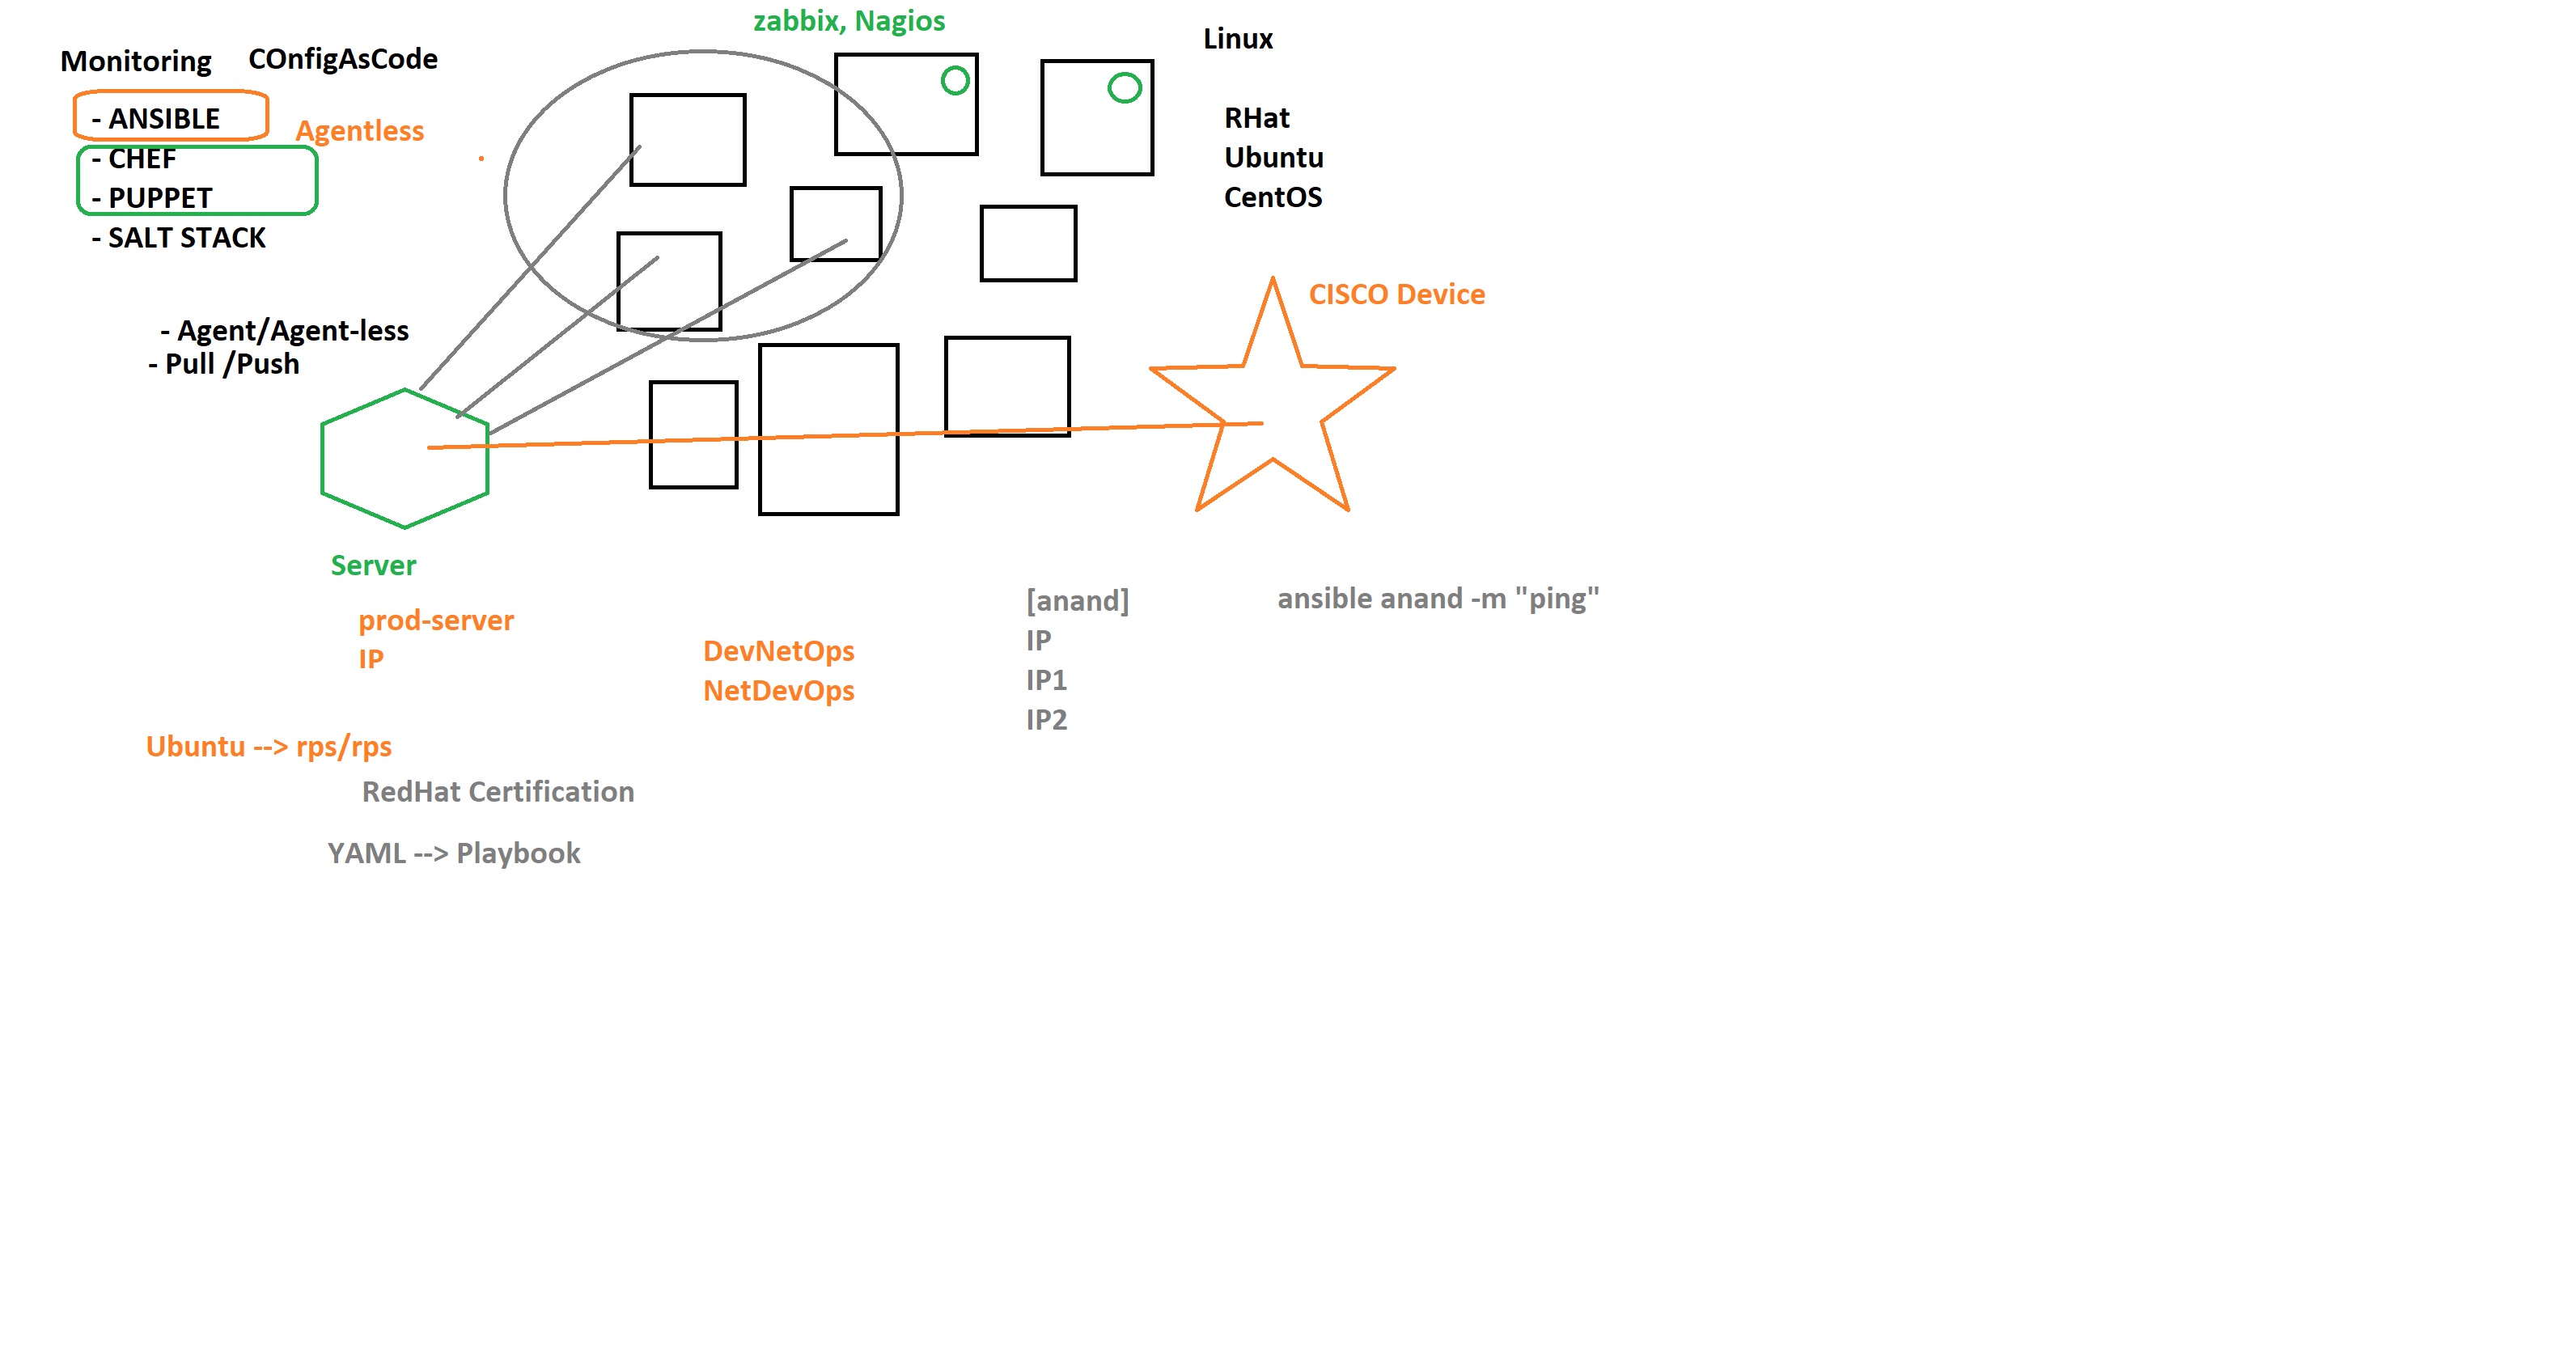 zabbix, Nagios
Linux
Monitoring
COnfigAsCode
- ANSIBLE
Agentless
- CHEF
- PUPPET
- SALT STACK
RHat
Ubuntu
CentOS
CISCO Device
- Agent/Agent-less
- Pull /Push
Server
prod-server
IP
DevNetOps
NetDevOps
[anand]
IP
IP1
IP2
ansible anand -m "ping"
Ubuntu --> rps/rps
RedHat Certification
YAML --> Playbook